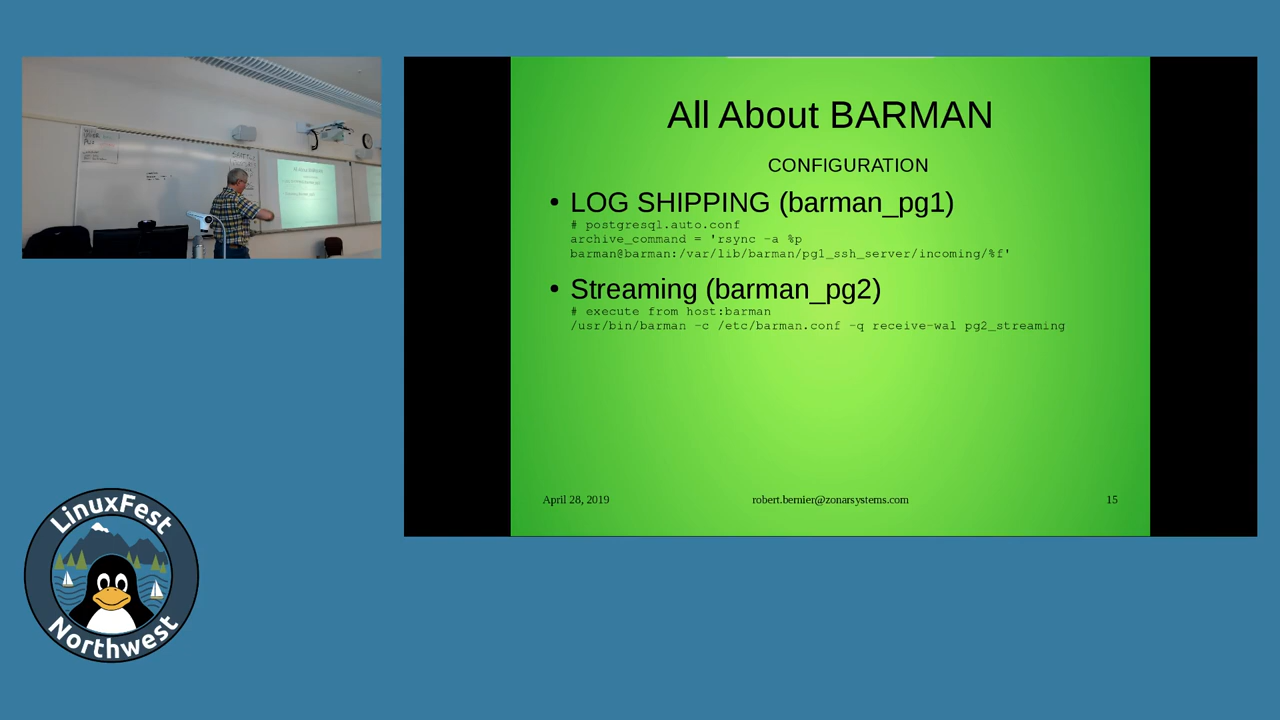 All About BARMAN
CONFIGURATION
• LOG SHIPPING (barman_pg1)
# postgresql.auto.conf
archive_command = 'rsync -a %p
barman@barman:/var/lib/barman/pg1_ssh_server/incoming/%f'
• Streaming (barman_pg2)
# execute from host:barman
/usr/bin/barman -c /etc/barman.conf -q receive-wal pg2_streaming
April 28, 2019
robert.bernier@zonarsystems.com
15
LinuxFest
Northwest